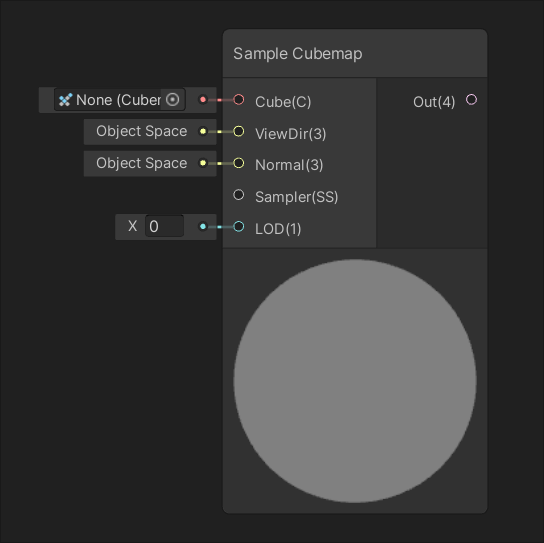 Sample Cubemap
None (Cuber
Cube(C)
Out(4)
Object Space
ViewDir(3)
Object Space
Normal(3)
Sampler(SS)
X 0
LOD(1)